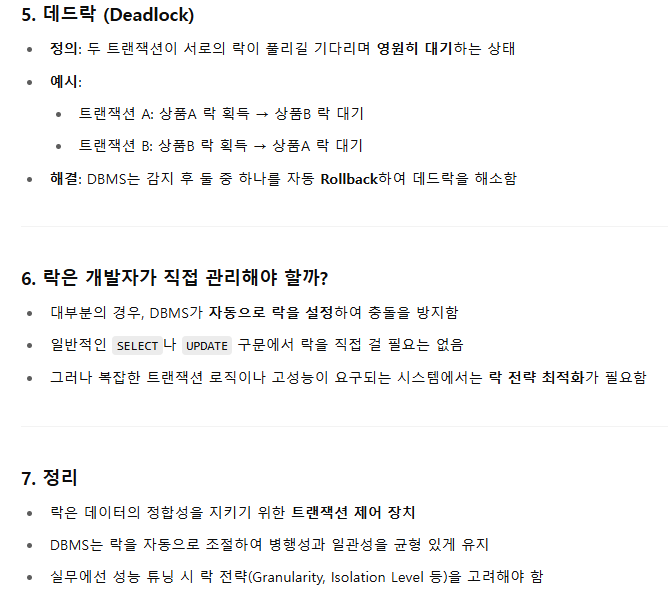 5. 데드락 (Deadlock)
• 정의: 두 트랜잭션이 서로의 락이 풀리길 기다리며 영원히 대기하는 상태
• 예시:
• 트랜잭션 A: 상품A 락 획득 → 상품B 락 대기
• 트랜잭션 B: 상품B 락 획득 → 상품A 락 대기
• 해결: DBMS는 감지 후 둘 중 하나를 자동 Rollback하여 데드락을 해소함
6. 락은 개발자가 직접 관리해야 할까?
• 대부분의 경우, DBMS가 자동으로 락을 설정하여 충돌을 방지함
• 일반적인 SELECT나 UPDATE 구문에서 락을 직접 걸 필요는 없음
• 그러나 복잡한 트랜잭션 로직이나 고성능이 요구되는 시스템에서는 락 전략 최적화가 필요함
7. 정리
• 락은 데이터의 정합성을 지키기 위한 트랜잭션 제어 장치
• DBMS는 락을 자동으로 조절하여 병행성과 일관성을 균형 있게 유지
• 실무에선 성능 튜닝 시 락 전략(Granularity, Isolation Level 등)을 고려해야 함